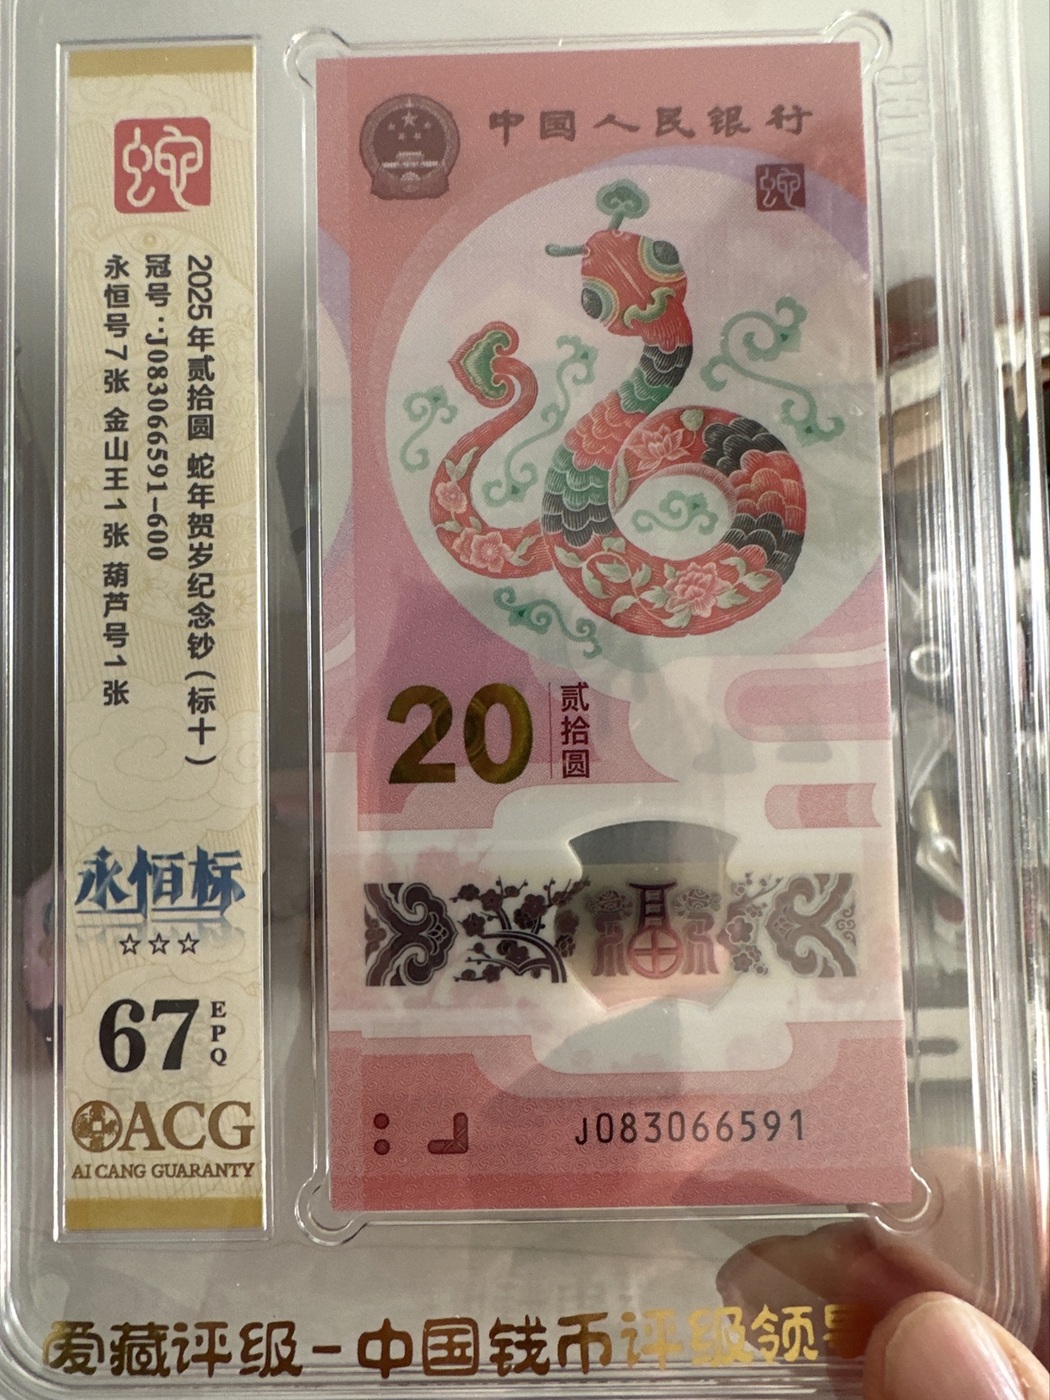 蛇
2025年贰拾圆 蛇年贺岁纪念钞（标十）
冠号：J083066591-600
永恒号7张 金山王1张 葫芦号1张
永恒标
☆☆☆
67 EPQ
ACG
AI CANG GUARANTY
中国人民银行
蛇
20 贰拾圆
福
J083066591
爱藏评级-中国钱币评级领